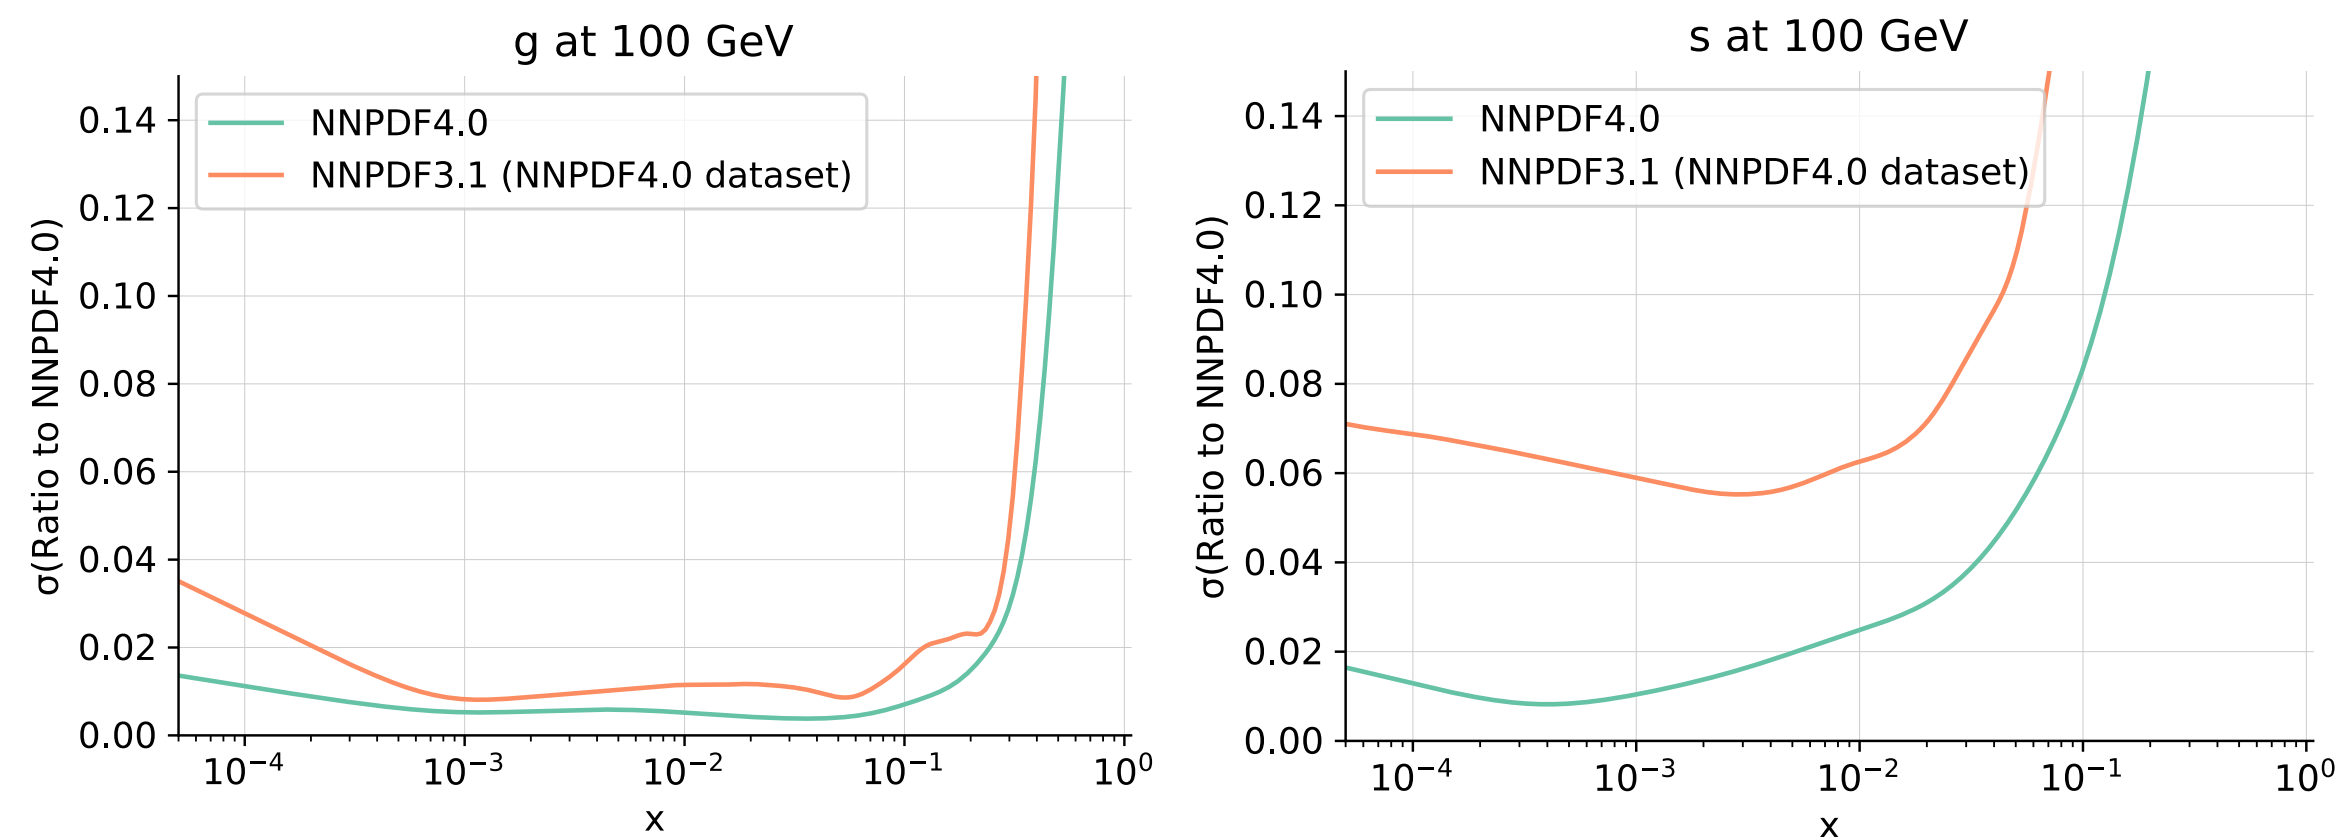 g at 100 GeV
NNPDF4.0
NNPDF3.1 (NNPDF4.0 dataset)
σ(Ratio to NNPDF4.0)
0.14
0.12
0.10
0.08
0.06
0.04
0.02
0.00
10⁻⁴ 10⁻³ 10⁻² 10⁻¹ 10⁰
x
s at 100 GeV
NNPDF4.0
NNPDF3.1 (NNPDF4.0 dataset)
σ(Ratio to NNPDF4.0)
0.14
0.12
0.10
0.08
0.06
0.04
0.02
0.00
10⁻⁴ 10⁻³ 10⁻² 10⁻¹ 10⁰
x